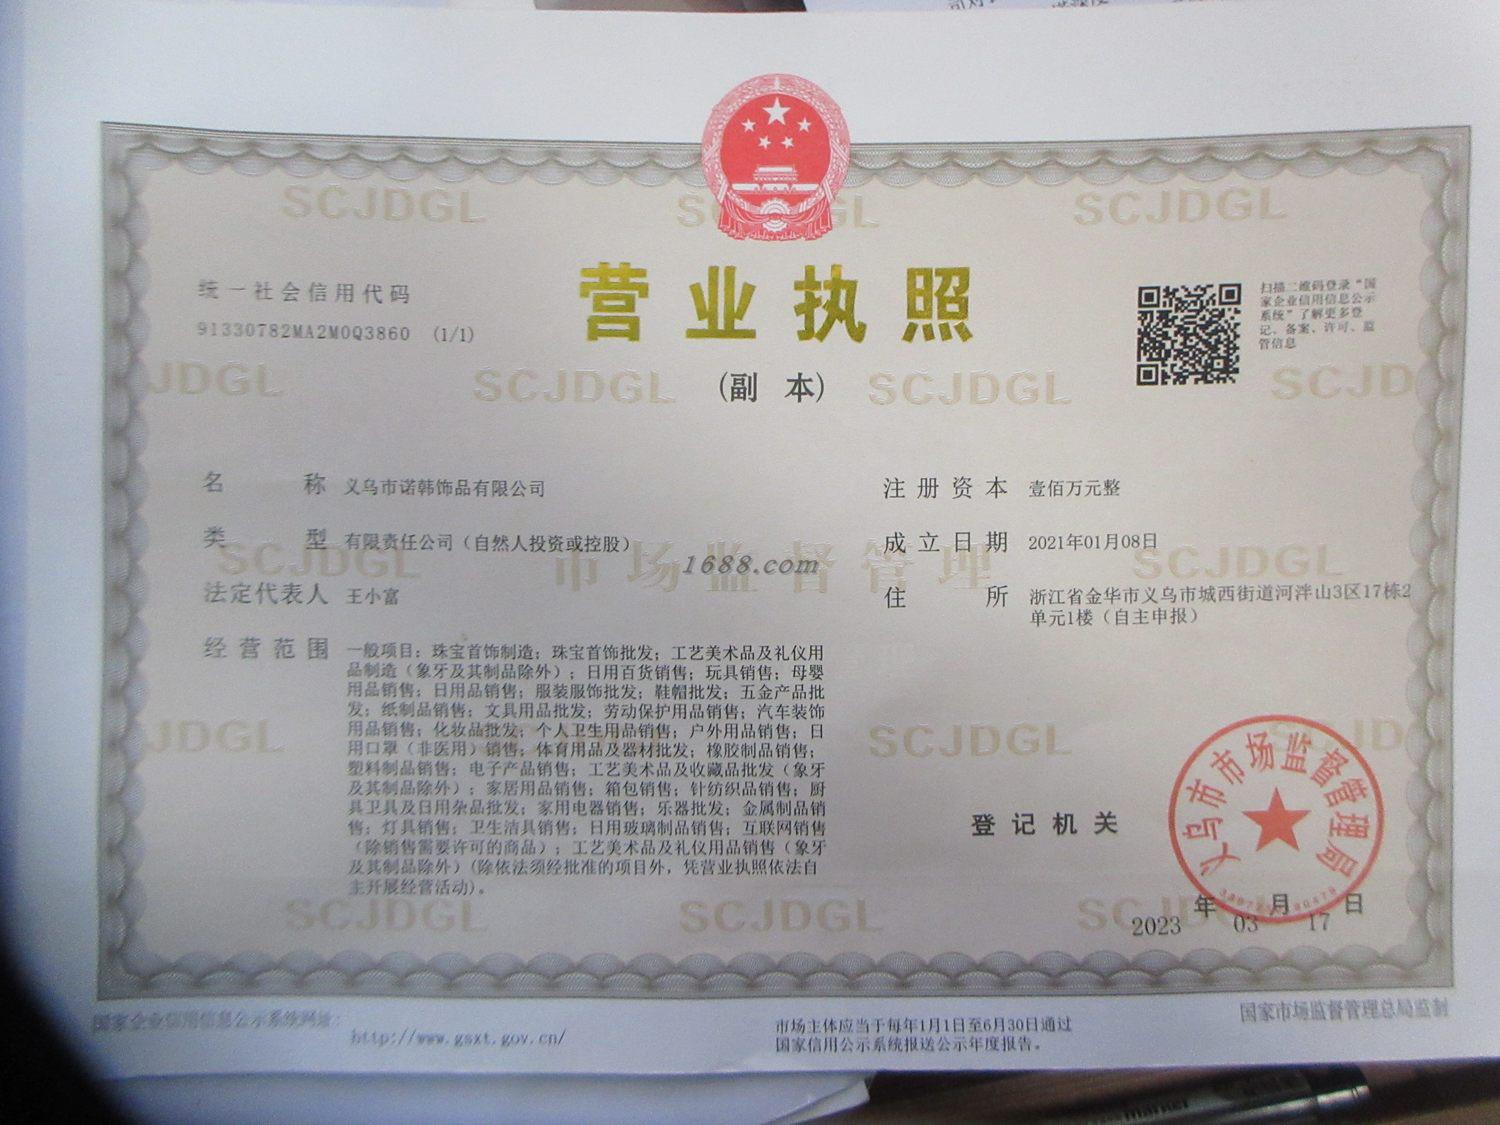 SCJDGL SCJDGL SCJDGL
统一社会信用代码
91330782MA2M0Q3860 (1/1)
营业执照
(副 本)
扫描二维码登录“国
家企业信用信息公示
系统”了解更多登
记、备案、许可、监
管信息
JDGL SCJDGL SCJDGL SCJD
名 称 义乌市诺韩饰品有限公司
类 型 有限责任公司（自然人投资或控股）
法定代表人 王小富
经营范围 一般项目：珠宝首饰制造；珠宝首饰批发；工艺美术品及礼仪用
品制造（象牙及其制品除外）；日用百货销售；玩具销售；母婴
用品销售；日用品销售；服装服饰批发；鞋帽批发；五金产品批
发；纸制品销售；文具用品批发；劳动保护用品销售；汽车装饰
用品销售；化妆品批发；个人卫生用品销售；户外用品销售；日
用口罩（非医用）销售；体育用品及器材批发；橡胶制品销售；
塑料制品销售；电子产品销售；工艺美术品及收藏品批发（象牙
及其制品除外）；家居用品销售；箱包销售；针纺织品销售；厨
具卫具及日用杂品批发；家用电器销售；乐器批发；金属制品销
售；灯具销售；卫生洁具销售；日用玻璃制品销售；互联网销售
（除销售需要许可的商品）；工艺美术品及礼仪用品销售（象牙
及其制品除外）(除依法须经批准的项目外，凭营业执照依法自
主开展经营活动)。
注册资本 壹佰万元整
成立日期 2021年01月08日
住 所 浙江省金华市义乌市城西街道河泮山3区17栋2
单元1楼（自主申报）
SCJDGL 市场监督管理 SCJDGL
1688.com
JDGL SCJDGL SCJD
登记机关
义乌市市场监督管理局
2023 年 03 月 17 日
SCJDGL SCJDGL SCJDGL
国家企业信用信息公示系统网址：
http://www.gsxt.gov.cn/
市场主体应当于每年1月1日至6月30日通过
国家信用公示系统报送公示年度报告。
国家市场监督管理总局监制